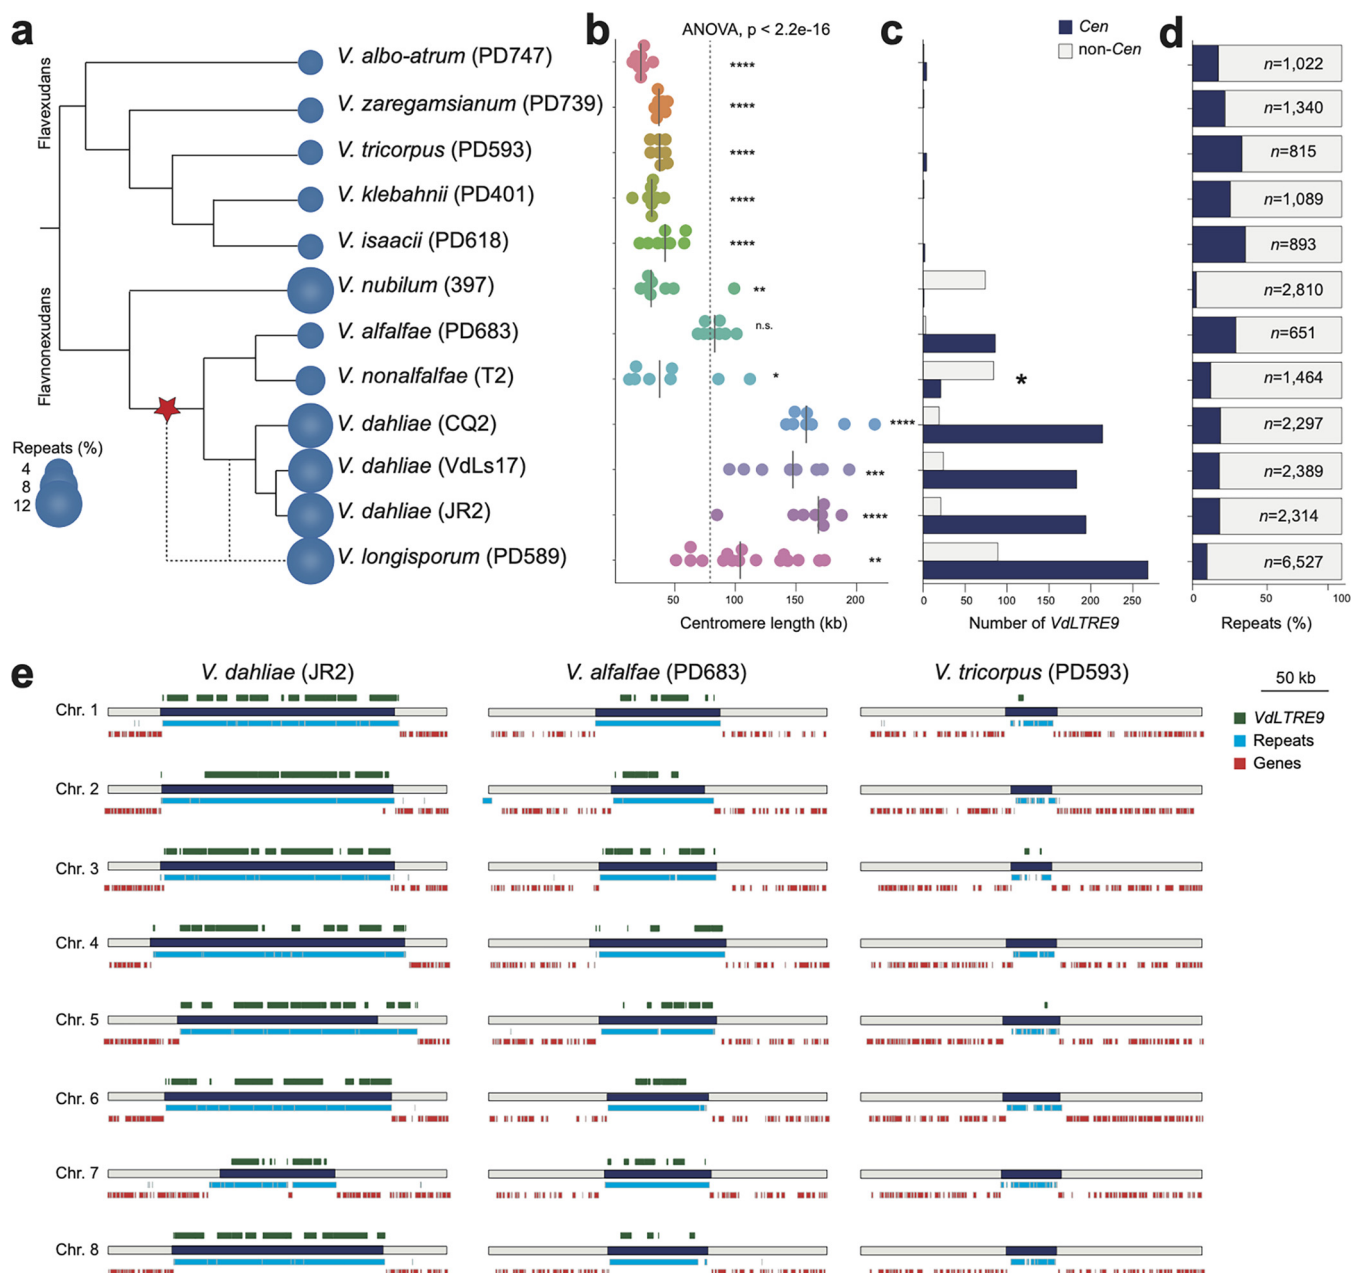 a
Flavexudans
Flavnonexudans
V. albo-atrum (PD747)
V. zaregamsianum (PD739)
V. tricorpus (PD593)
V. klebahnii (PD401)
V. isaacii (PD618)
V. nubilum (397)
V. alfalfae (PD683)
V. nonalfalfae (T2)
V. dahliae (CQ2)
V. dahliae (VdLs17)
V. dahliae (JR2)
V. longisporum (PD589)
Repeats (%)
4
8
12
b
ANOVA, p < 2.2e-16
****
****
****
****
****
**
n.s.
*
****
***
****
**
50 100 150 200
Centromere length (kb)
c
Cen
non-Cen
*
0 50 100 150 200 250
Number of VdLTRE9
d
n=1,022
n=1,340
n=815
n=1,089
n=893
n=2,810
n=651
n=1,464
n=2,297
n=2,389
n=2,314
n=6,527
0 50 100
Repeats (%)
e
V. dahliae (JR2) V. alfalfae (PD683) V. tricorpus (PD593)
50 kb
VdLTRE9
Repeats
Genes
Chr. 1
Chr. 2
Chr. 3
Chr. 4
Chr. 5
Chr. 6
Chr. 7
Chr. 8